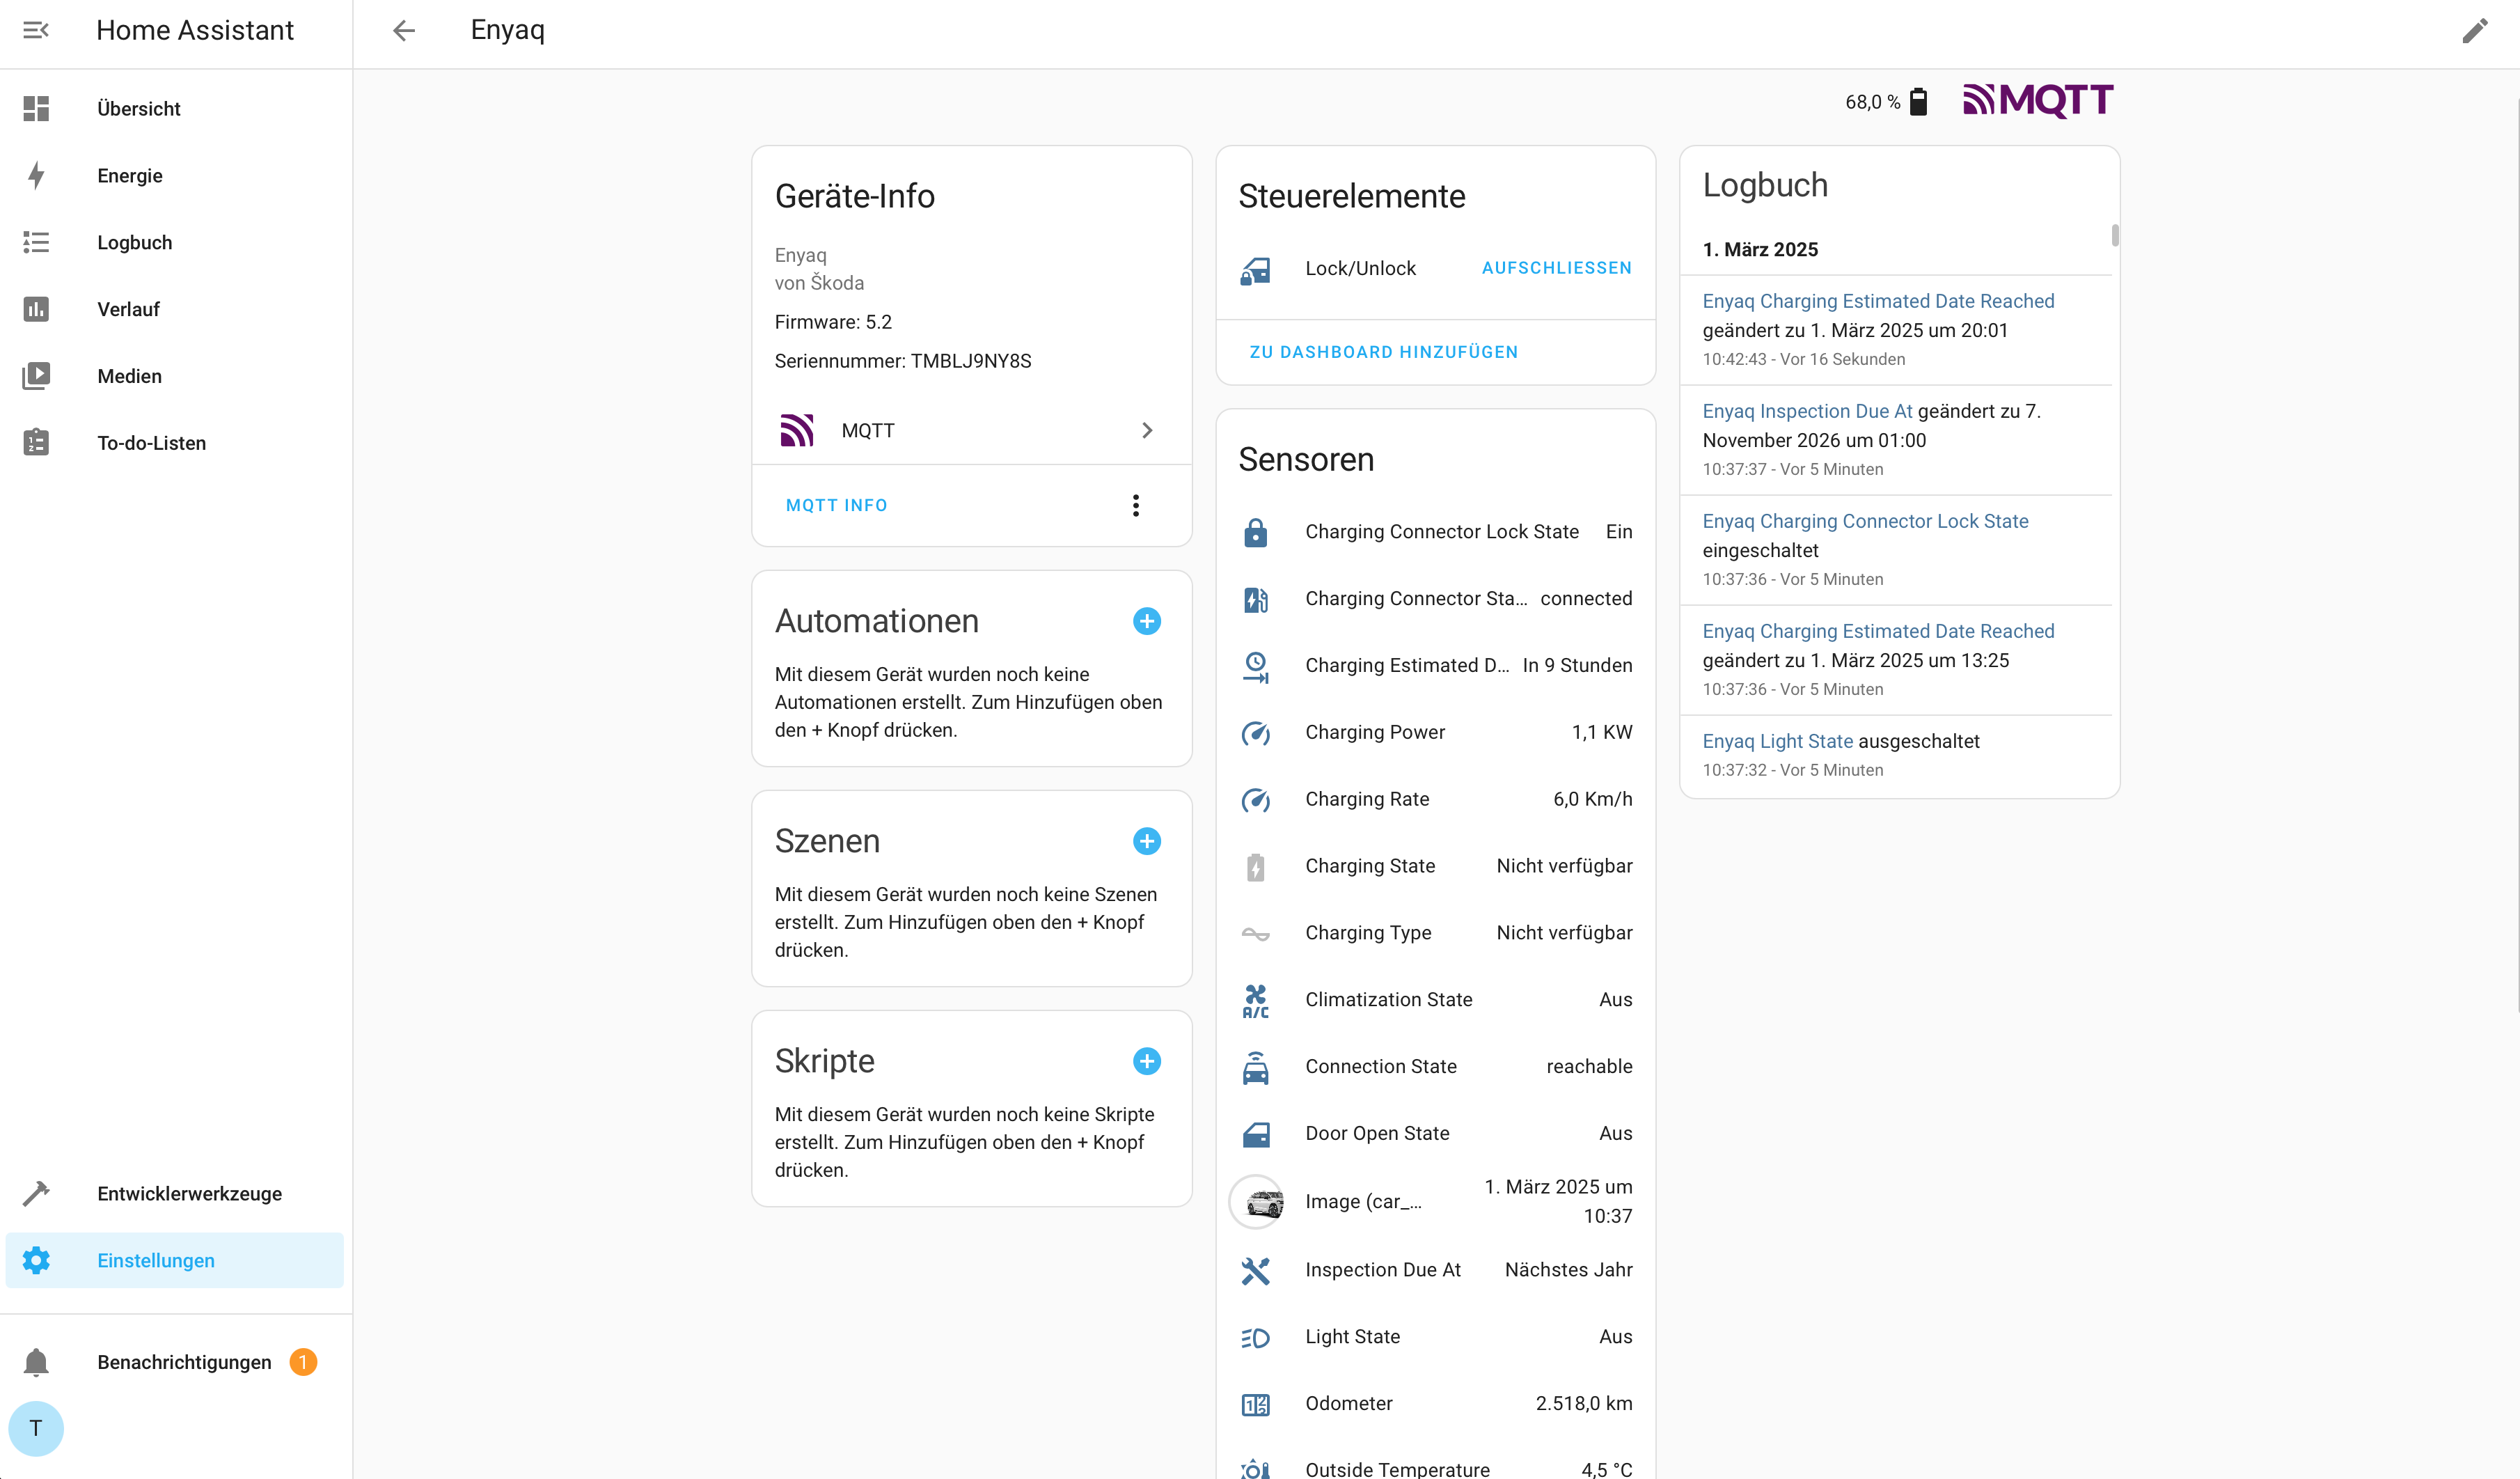 Home Assistant
Übersicht
Energie
Logbuch
Verlauf
Medien
To-do-Listen
Entwicklerwerkzeuge
Einstellungen
Benachrichtigungen 1
T
Enyaq
68,0 %
MQTT
Geräte-Info
Enyaq
von Škoda
Firmware: 5.2
Seriennummer: TMBLJ9NY8S
MQTT
MQTT INFO
Automationen
Mit diesem Gerät wurden noch keine
Automationen erstellt. Zum Hinzufügen oben
den + Knopf drücken.
Szenen
Mit diesem Gerät wurden noch keine Szenen
erstellt. Zum Hinzufügen oben den + Knopf
drücken.
Skripte
Mit diesem Gerät wurden noch keine Skripte
erstellt. Zum Hinzufügen oben den + Knopf
drücken.
Steuerelemente
Lock/Unlock AUFSCHLIESSEN
ZU DASHBOARD HINZUFÜGEN
Sensoren
Charging Connector Lock State Ein
Charging Connector Sta... connected
Charging Estimated D... In 9 Stunden
Charging Power 1,1 KW
Charging Rate 6,0 Km/h
Charging State Nicht verfügbar
Charging Type Nicht verfügbar
A/C
Climatization State Aus
Connection State reachable
Door Open State Aus
Image (car_... 1. März 2025 um
10:37
Inspection Due At Nächstes Jahr
Light State Aus
Odometer 2.518,0 km
Outside Temperature 4,5 °C
Logbuch
1. März 2025
Enyaq Charging Estimated Date Reached
geändert zu 1. März 2025 um 20:01
10:42:43 - Vor 16 Sekunden
Enyaq Inspection Due At geändert zu 7.
November 2026 um 01:00
10:37:37 - Vor 5 Minuten
Enyaq Charging Connector Lock State
eingeschaltet
10:37:36 - Vor 5 Minuten
Enyaq Charging Estimated Date Reached
geändert zu 1. März 2025 um 13:25
10:37:36 - Vor 5 Minuten
Enyaq Light State ausgeschaltet
10:37:32 - Vor 5 Minuten